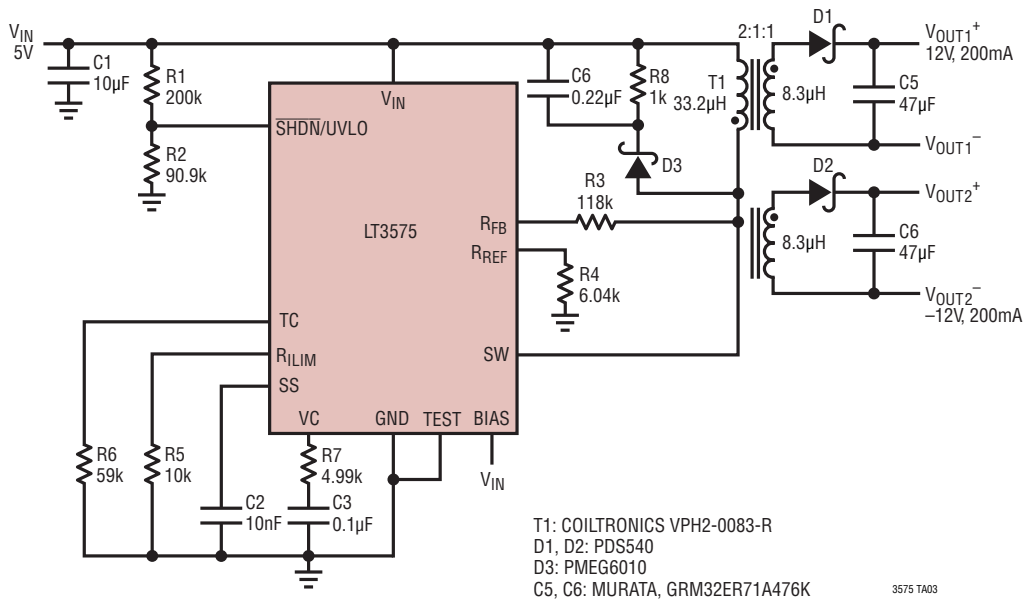 VIN
5V
C1
10µF
R1
200k
R2
90.9k
VIN
SHDN/UVLO
LT3575
RFB
RREF
TC
RILIM
SS
SW
VC
GND
TEST
BIAS
VIN
C6
0.22µF
R8
1k
D3
R3
118k
R4
6.04k
T1
33.2µH
2:1:1
8.3µH
D1
C5
47µF
VOUT1+
12V, 200mA
VOUT1–
8.3µH
D2
C6
47µF
VOUT2+
VOUT2–
–12V, 200mA
R6
59k
R5
10k
C2
10nF
R7
4.99k
C3
0.1µF
T1: COILTRONICS VPH2-0083-R
D1, D2: PDS540
D3: PMEG6010
C5, C6: MURATA, GRM32ER71A476K
3575 TA03